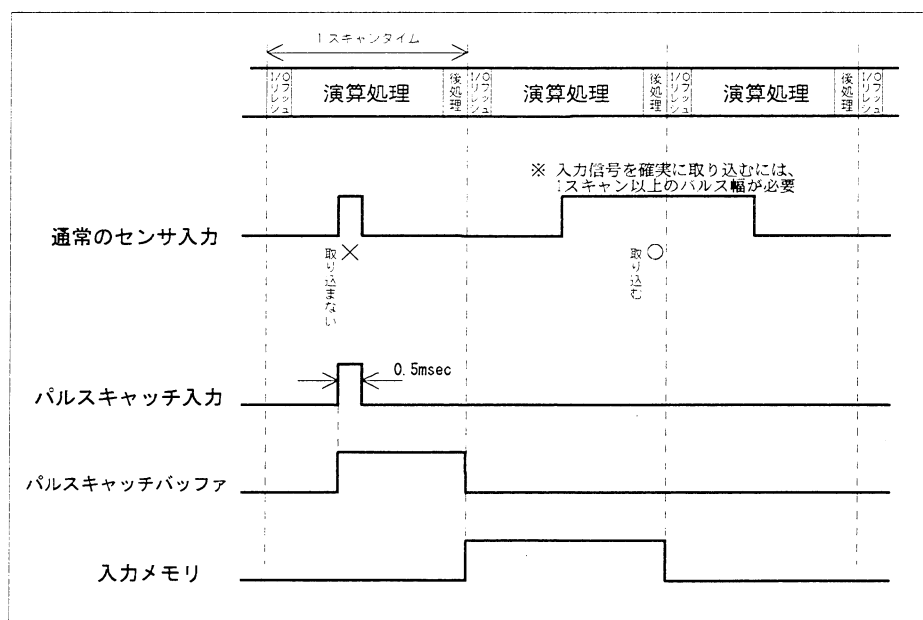 1スキャンタイム
I/Oリフレッシュ
演算処理
後処理
I/Oリフレッシュ
演算処理
後処理
I/Oリフレッシュ
演算処理
後処理
I/Oリフレッシュ
※ 入力信号を確実に取り込むには、
1スキャン以上のパルス幅が必要
通常のセンサ入力
×
取り込まない
○
取り込む
0.5msec
パルスキャッチ入力
パルスキャッチバッファ
入力メモリ